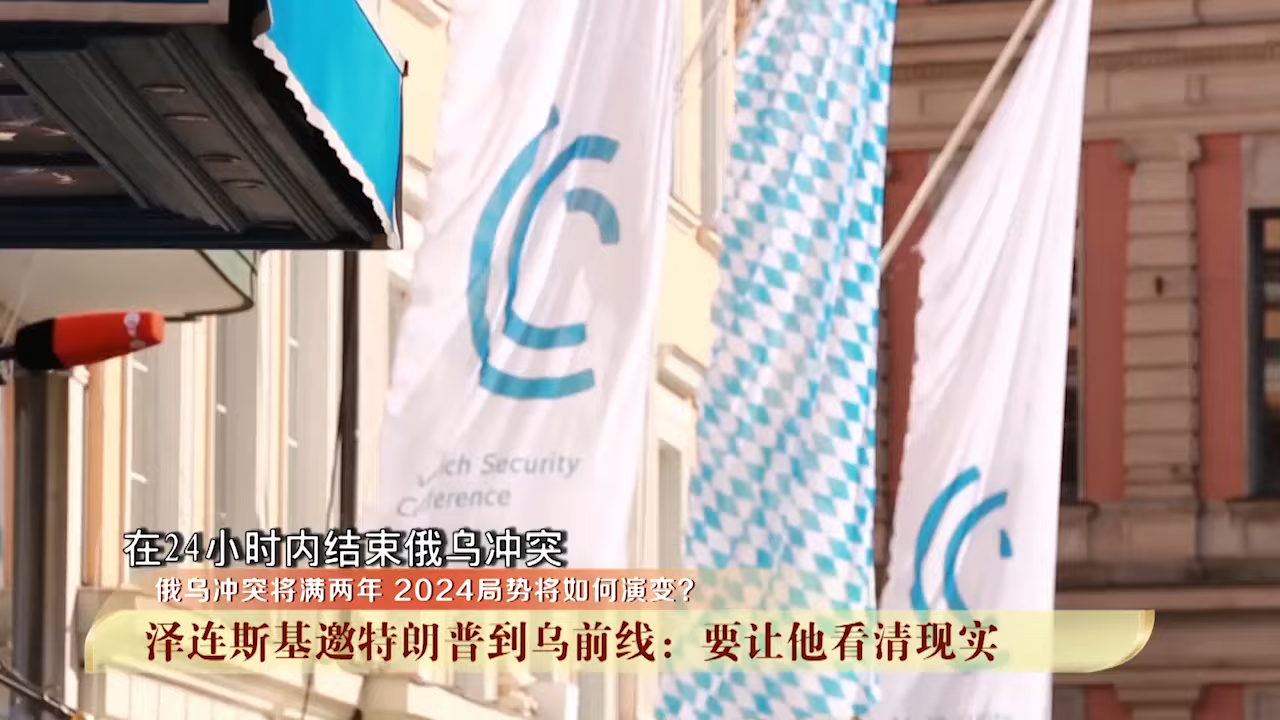 Security
在24小时内结束俄乌冲突
俄乌冲突将满两年 2024局势将如何演变?
泽连斯基邀特朗普到乌前线：要让他看清现实